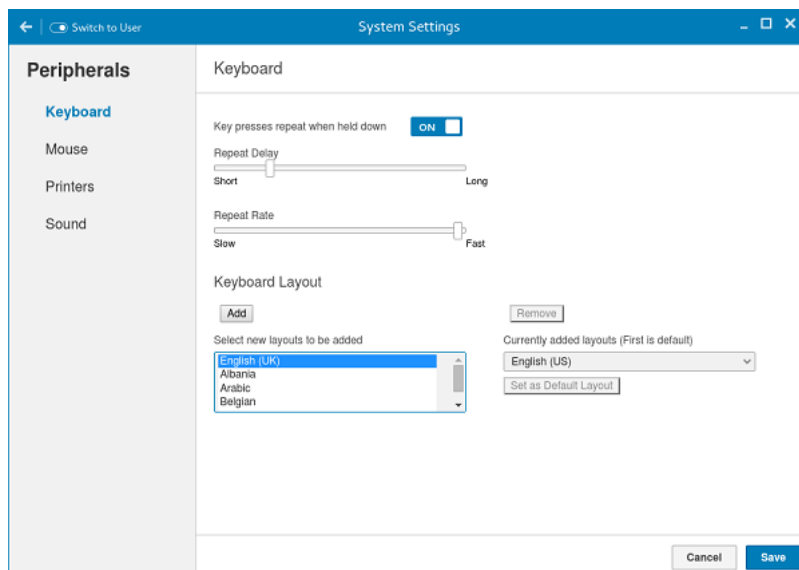 Switch to User
System Settings
Peripherals
Keyboard
Mouse
Printers
Sound
Keyboard
Key presses repeat when held down
ON
Repeat Delay
Short Long
Repeat Rate
Slow Fast
Keyboard Layout
Add
Remove
Select new layouts to be added
English (UK)
Albania
Arabic
Belgian
Currently added layouts (First is default)
English (US)
Set as Default Layout
Cancel
Save